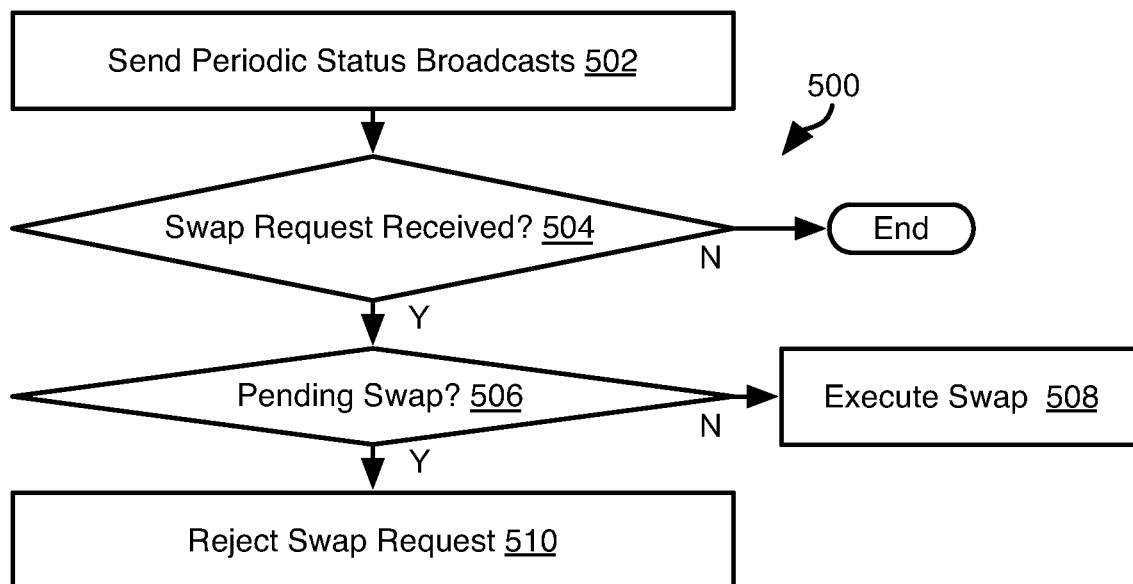 Send Periodic Status Broadcasts 502
500
Swap Request Received? 504
End
N
Y
Pending Swap? 506
Execute Swap 508
N
Y
Reject Swap Request 510